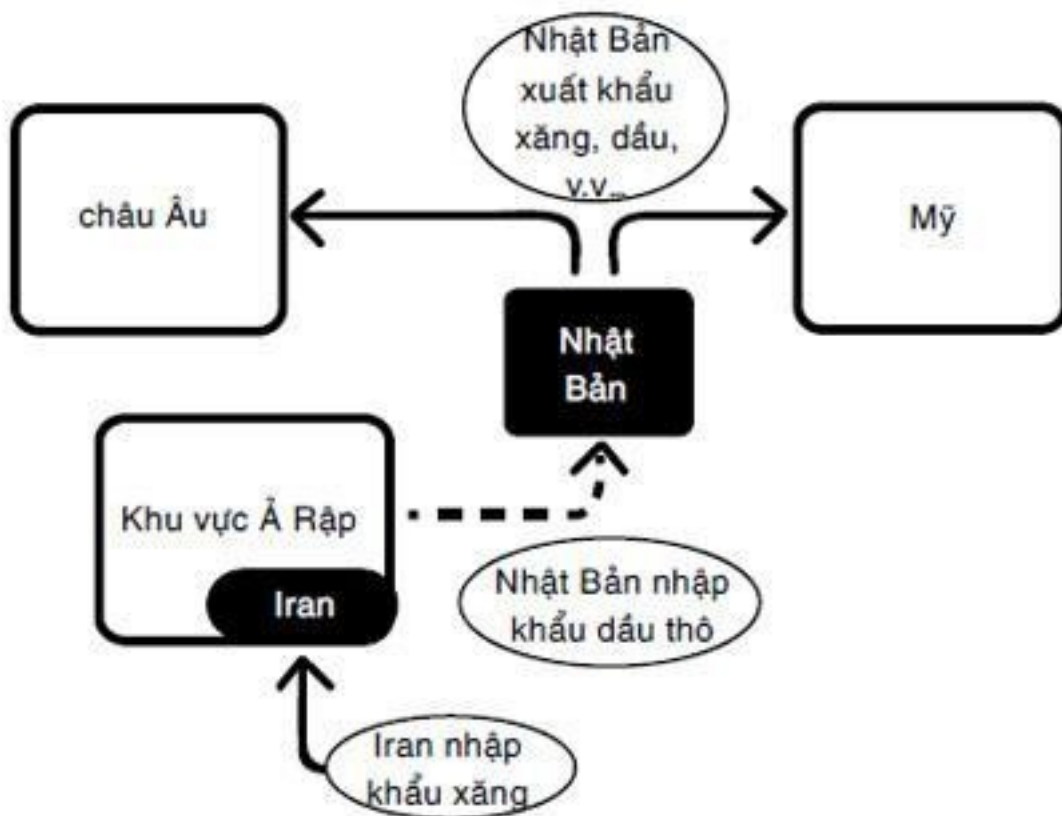 Nhật Bản
xuất khẩu
xăng, dầu,
v.v...
châu Âu
Mỹ
Nhật
Bản
Khu vực Ả Rập
Iran
Nhật Bản nhập
khẩu dầu thô
Iran nhập
khẩu xăng